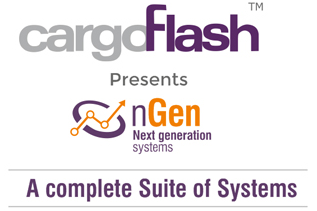 cargoflash™
Presents
nGen
Next generation
systems
A complete Suite of Systems